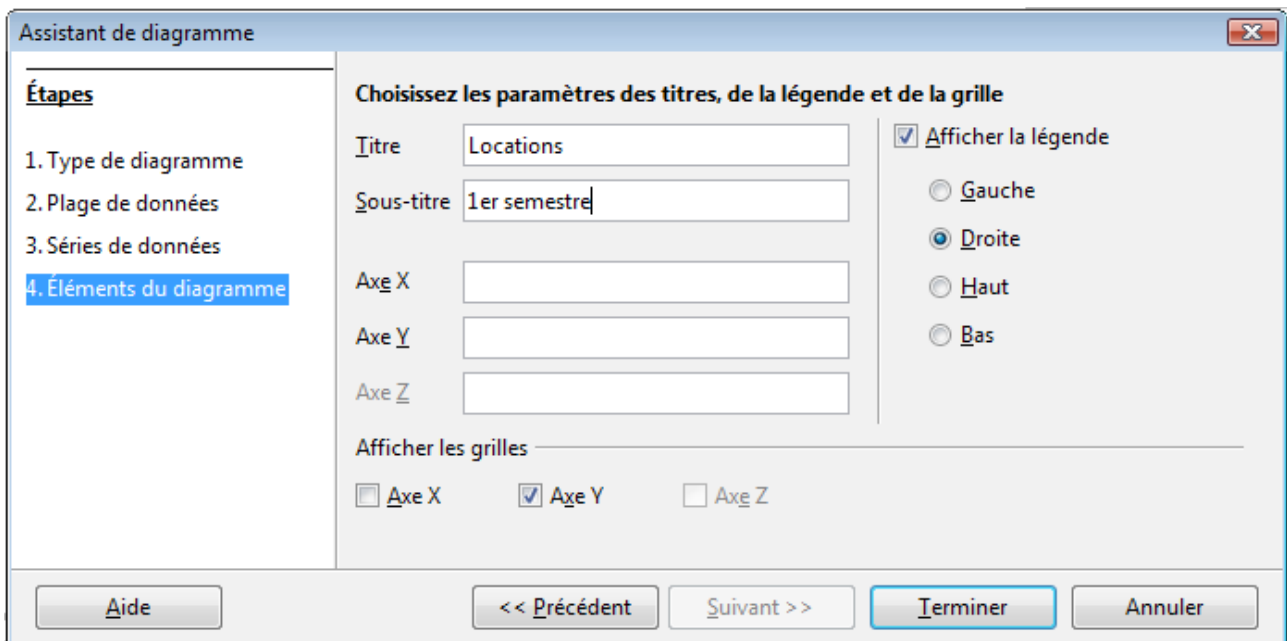 Assistant de diagramme
Étapes
1. Type de diagramme
2. Plage de données
3. Séries de données
4. Éléments du diagramme
Choisissez les paramètres des titres, de la légende et de la grille
Titre Locations
Sous-titre 1er semestre
Axe X
Axe Y
Axe Z
Afficher la légende
Gauche
Droite
Haut
Bas
Afficher les grilles
Axe X Axe Y Axe Z
Aide << Précédent Suivant >> Terminer Annuler